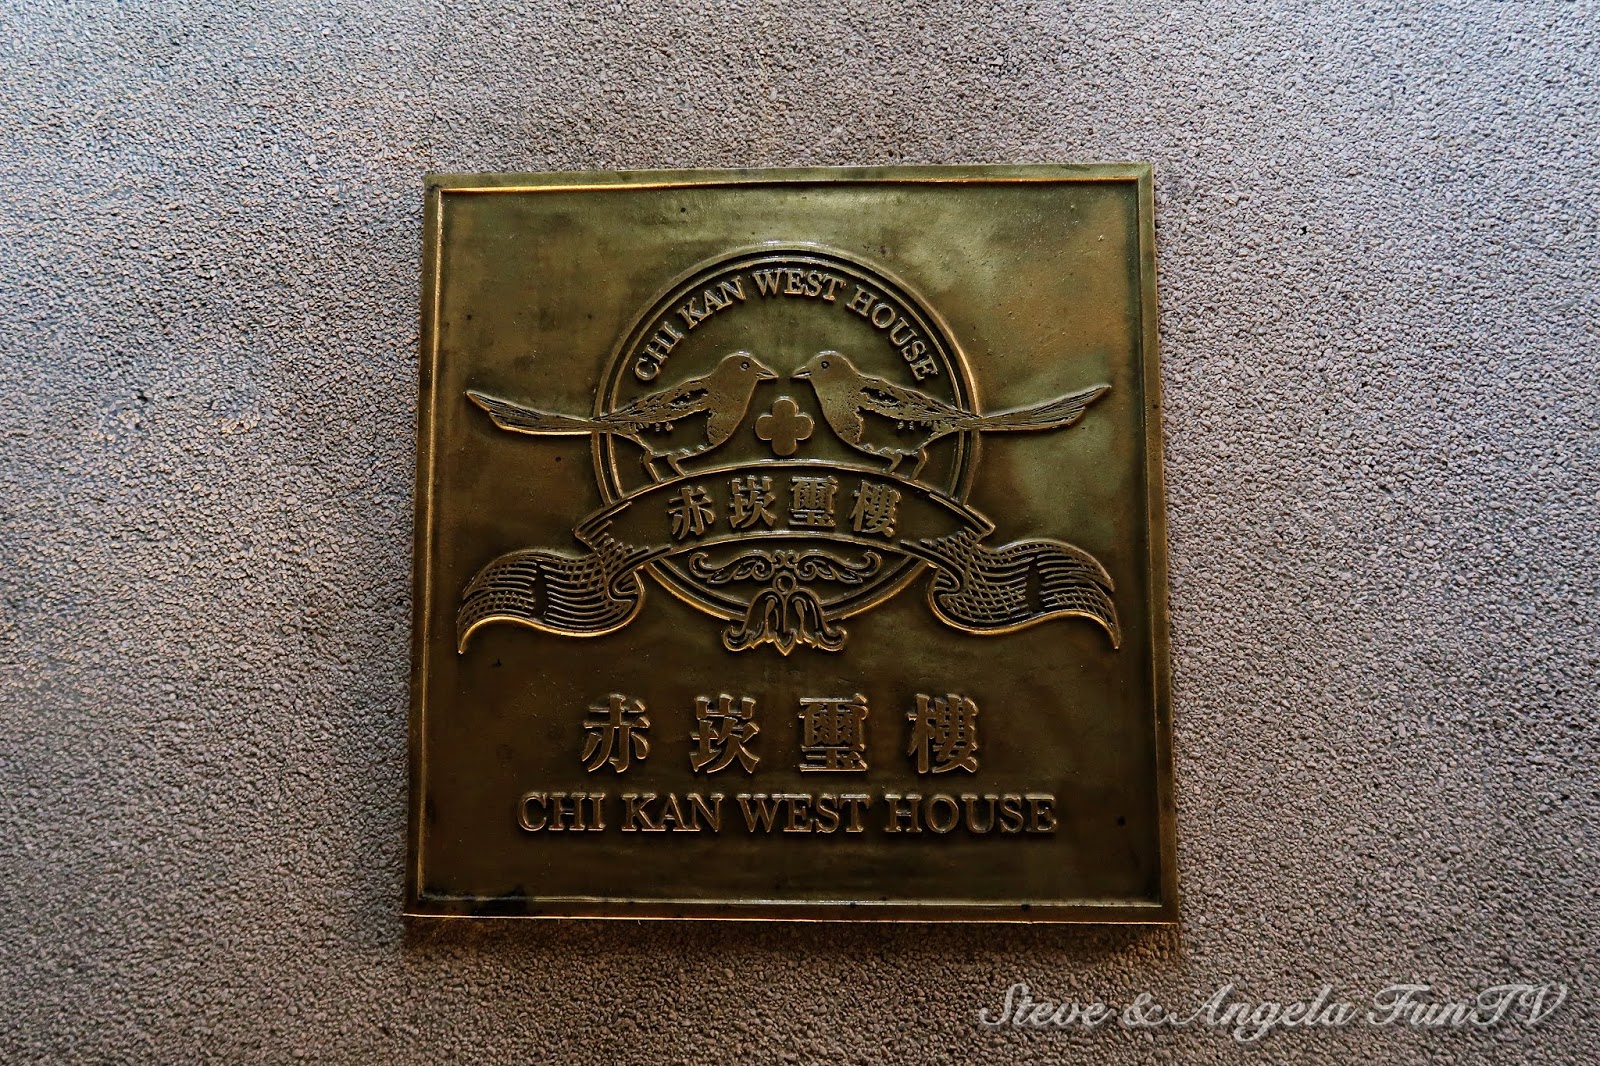 CHI KAN WEST HOUSE
赤崁璽樓
赤崁璽樓
CHI KAN WEST HOUSE
Steve & Angela FunTV